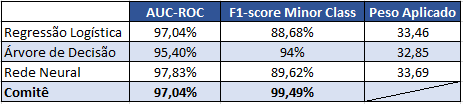 AUC-ROC F1-score Minor Class Peso Aplicado
Regressão Logística 97,04% 88,68% 33,46
Árvore de Decisão 95,40% 94% 32,85
Rede Neural 97,83% 89,62% 33,69
Comitê 97,04% 99,49%